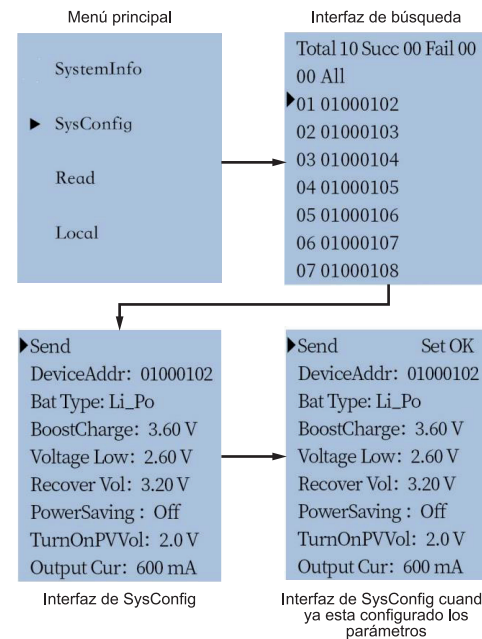 Menú principal
SystemInfo
SysConfig
Read
Local
Interfaz de búsqueda
Total 10 Succ 00 Fail 00
00 All
01 01000102
02 01000103
03 01000104
04 01000105
05 01000106
06 01000107
07 01000108
Send
DeviceAddr: 01000102
Bat Type: Li_Po
BoostCharge: 3.60 V
Voltage Low: 2.60 V
Recover Vol: 3.20 V
PowerSaving : Off
TurnOnPVVol: 2.0 V
Output Cur: 600 mA
Interfaz de SysConfig
Send Set OK
DeviceAddr: 01000102
Bat Type: Li_Po
BoostCharge: 3.60 V
Voltage Low: 2.60 V
Recover Vol: 3.20 V
PowerSaving : Off
TurnOnPVVol: 2.0 V
Output Cur: 600 mA
Interfaz de SysConfig cuand
ya esta configurado los
parámetros